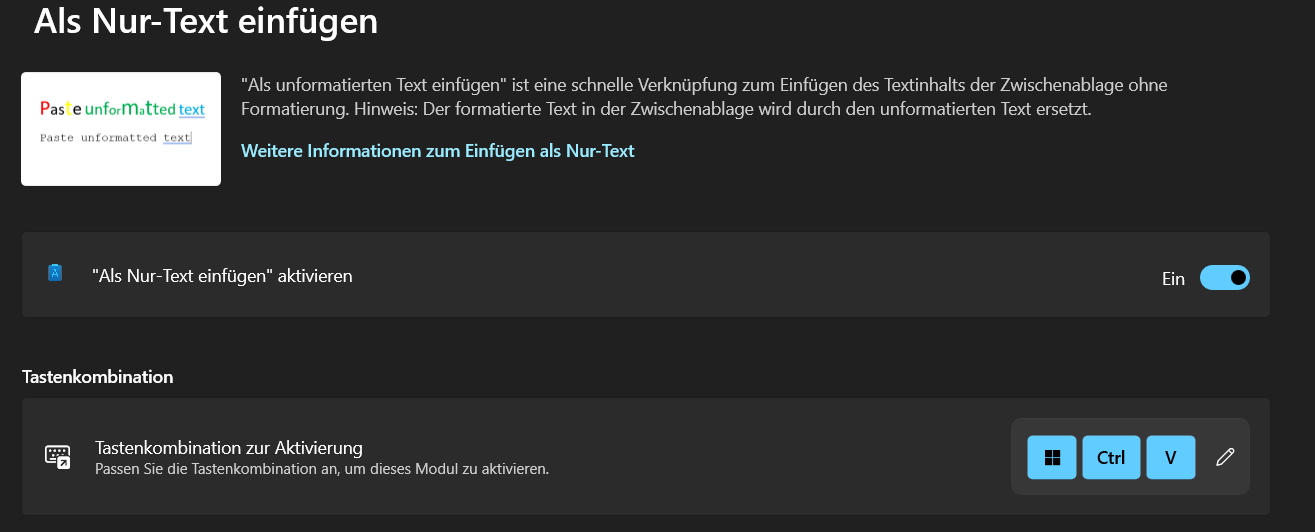 Als Nur-Text einfügen
Paste unformatted text
Paste unformatted text
"Als unformatierten Text einfügen" ist eine schnelle Verknüpfung zum Einfügen des Textinhalts der Zwischenablage ohne
Formatierung. Hinweis: Der formatierte Text in der Zwischenablage wird durch den unformatierten Text ersetzt.
Weitere Informationen zum Einfügen als Nur-Text
"Als Nur-Text einfügen" aktivieren
Ein
Tastenkombination
Tastenkombination zur Aktivierung
Passen Sie die Tastenkombination an, um dieses Modul zu aktivieren.
Ctrl V